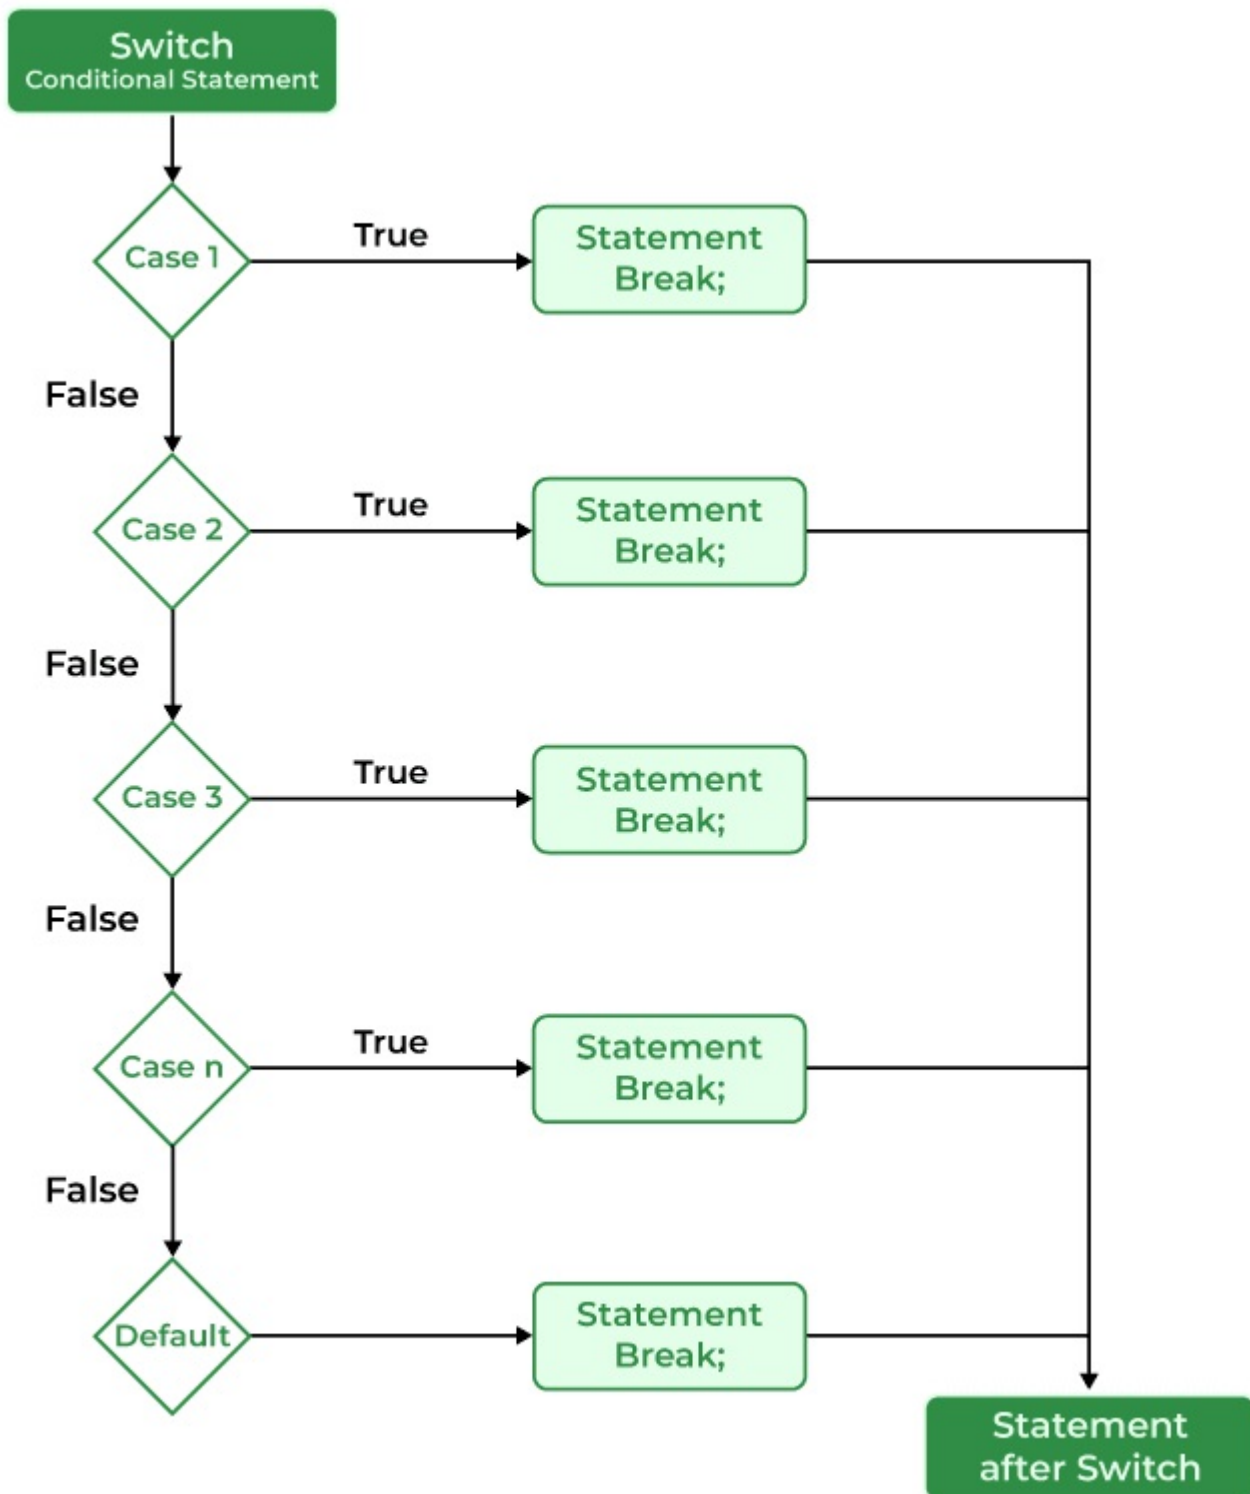 Switch
Conditional Statement
Case 1
True
Statement
Break;
False
Case 2
True
Statement
Break;
False
Case 3
True
Statement
Break;
False
Case n
True
Statement
Break;
False
Default
Statement
Break;
Statement
after Switch